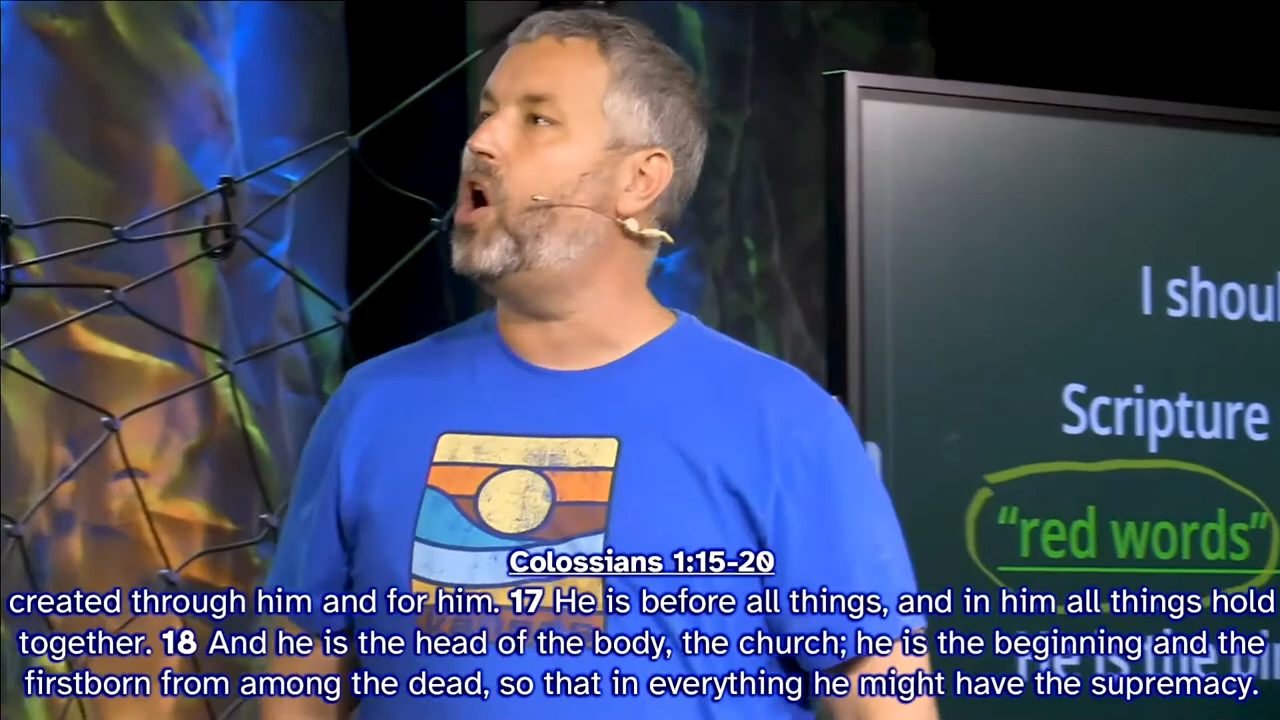 I shou
Scripture
“red words”
Colossians 1:15-20
created through him and for him. 17 He is before all things, and in him all things hold
together. 18 And he is the head of the body, the church; he is the beginning and the
firstborn from among the dead, so that in everything he might have the supremacy.